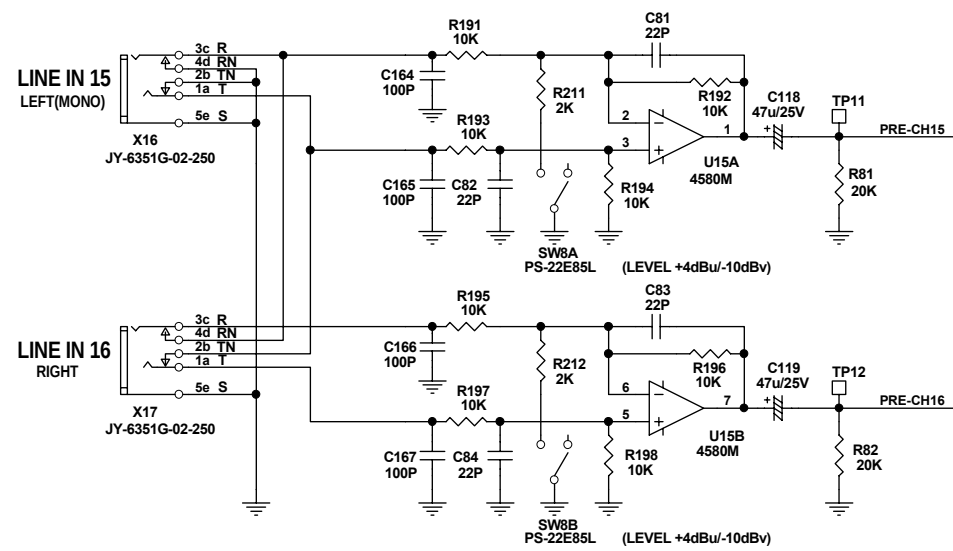 LINE IN 15
LEFT(MONO)
3c R
4d RN
2b TN
1a T
5e S
X16
JY-6351G-02-250
R191
10K
C164
100P
R211
2K
C81
22P
R192
10K
C118
47u/25V
+
TP11
PRE-CH15
R193
10K
2
3
1
U15A
4580M
C165
100P
C82
22P
R194
10K
R81
20K
SW8A
PS-22E85L
(LEVEL +4dBu/-10dBv)
LINE IN 16
RIGHT
3c R
4d RN
2b TN
1a T
5e S
X17
JY-6351G-02-250
R195
10K
C166
100P
R212
2K
C83
22P
R196
10K
C119
47u/25V
+
TP12
PRE-CH16
R197
10K
6
5
7
U15B
4580M
C167
100P
C84
22P
R198
10K
R82
20K
SW8B
PS-22E85L
(LEVEL +4dBu/-10dBv)